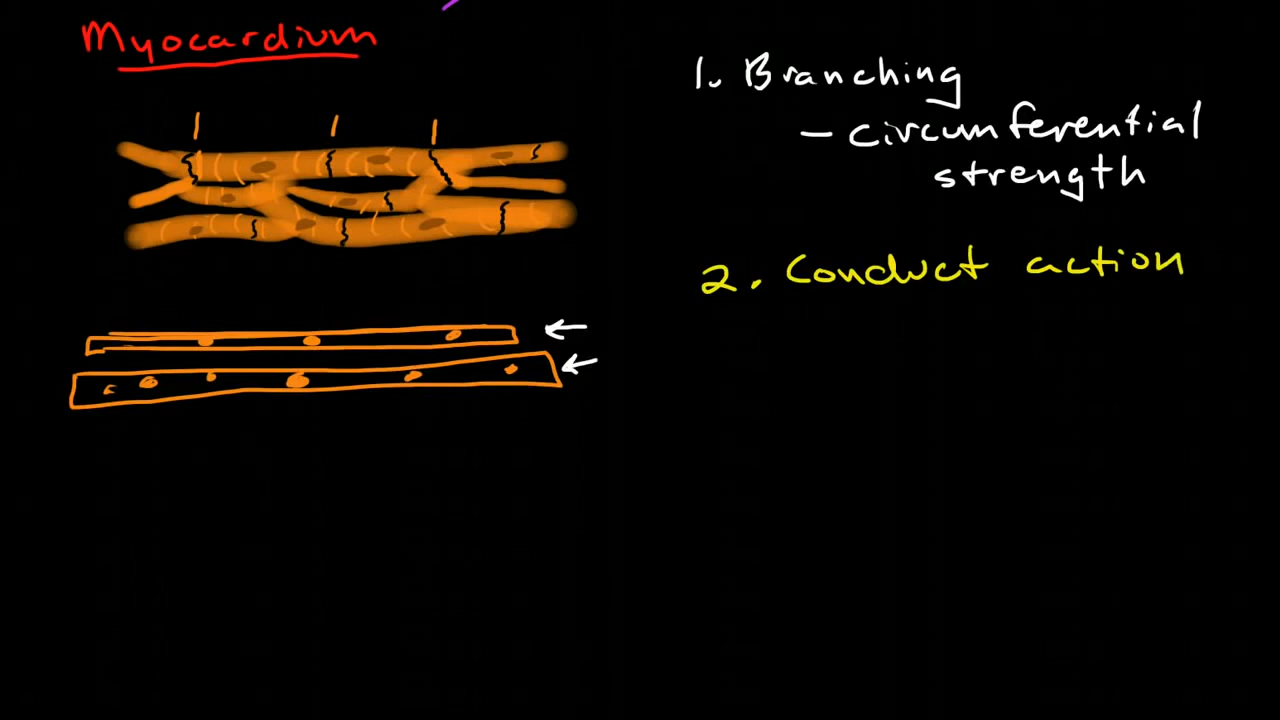 Myocardium
1. Branching
- circumferential
strength
2. Conduct action